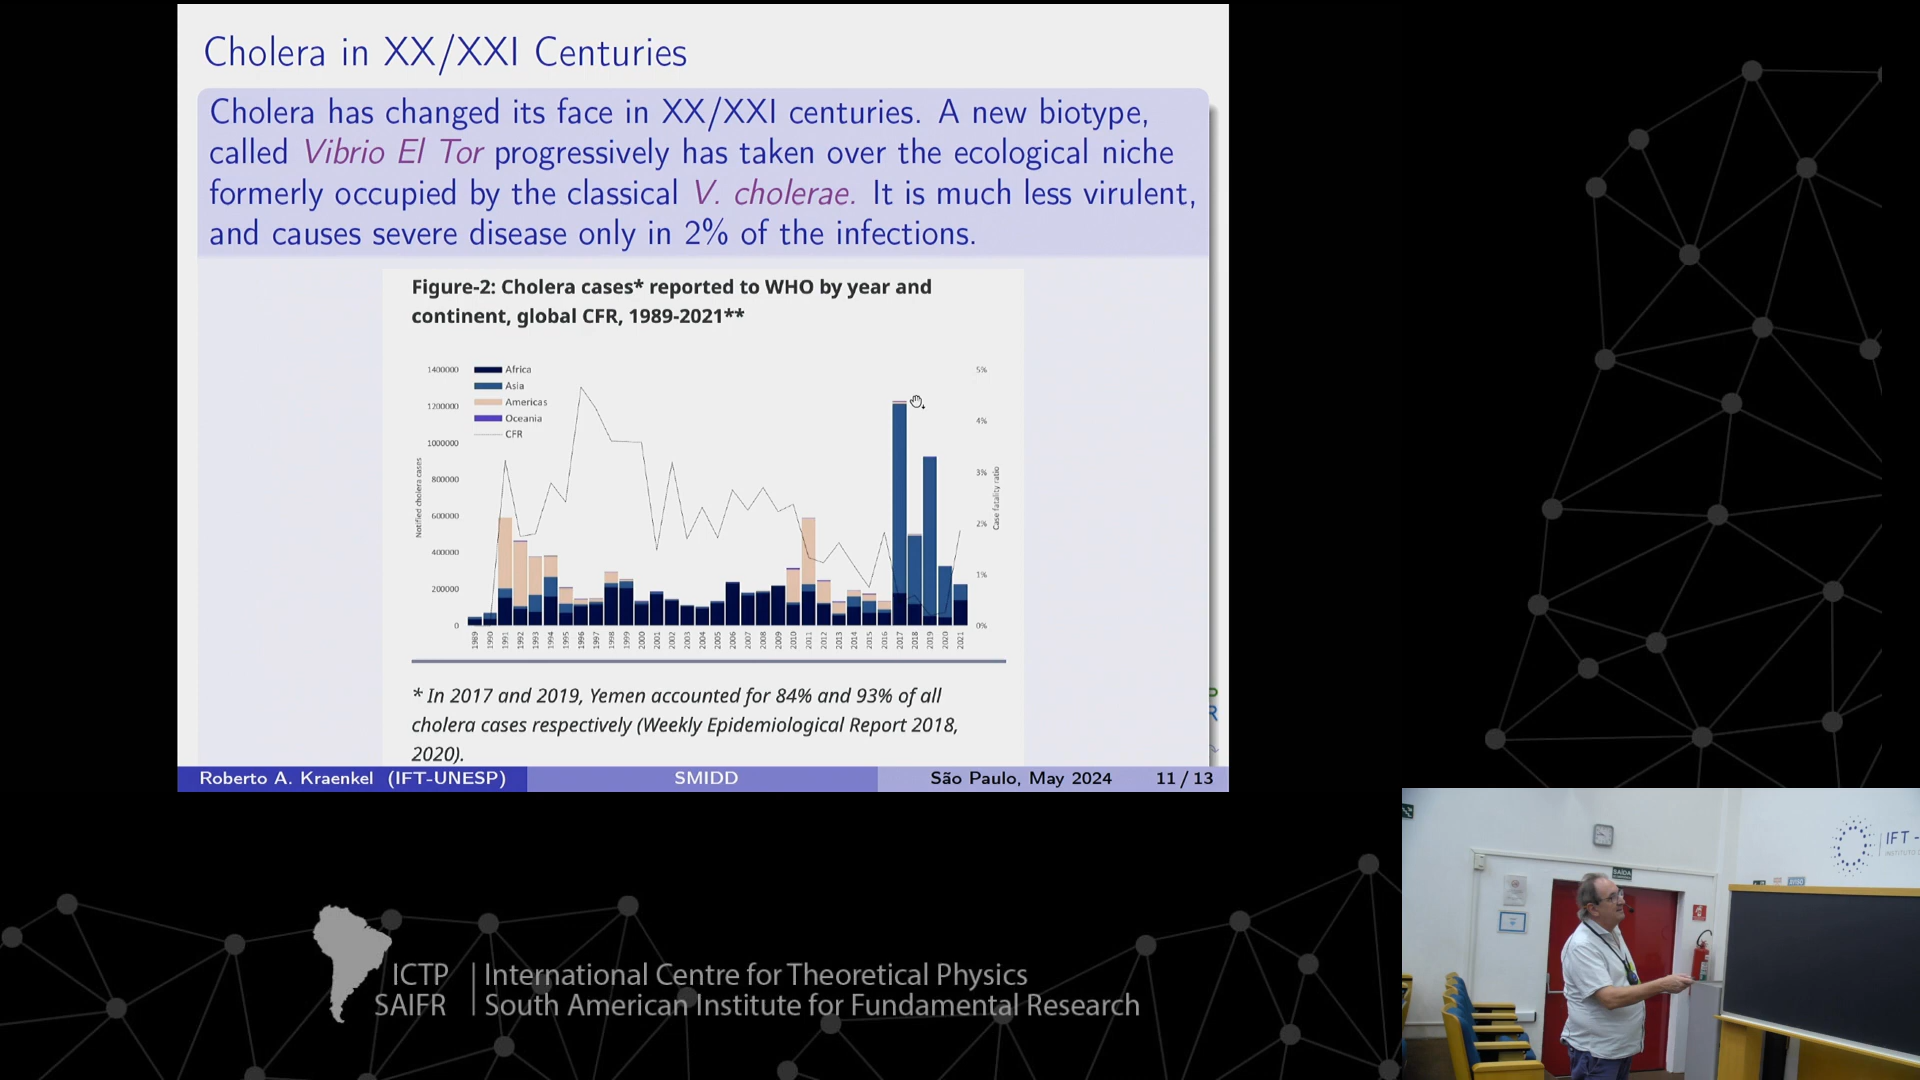 Cholera in XX/XXI Centuries
Cholera has changed its face in XX/XXI centuries. A new biotype,
called Vibrio El Tor progressively has taken over the ecological niche
formerly occupied by the classical V. cholerae. It is much less virulent,
and causes severe disease only in 2% of the infections.
Figure-2: Cholera cases* reported to WHO by year and
continent, global CFR, 1989-2021**
Africa
Asia
Americas
Oceania
CFR
Notified cholera cases
1400000
1200000
1000000
800000
600000
400000
200000
0
5%
4%
3%
2%
1%
0%
Case fatality ratio
1989 1990 1991 1992 1993 1994 1995 1996 1997 1998 1999 2000 2001 2002 2003 2004 2005 2006 2007 2008 2009 2010 2011 2012 2013 2014 2015 2016 2017 2018 2019 2020 2021
* In 2017 and 2019, Yemen accounted for 84% and 93% of all
cholera cases respectively (Weekly Epidemiological Report 2018,
2020).
Roberto A. Kraenkel (IFT-UNESP) SMIDD São Paulo, May 2024 11 / 13
SAÍDA
IFT -
ICTP International Centre for Theoretical Physics
SAIFR South American Institute for Fundamental Research